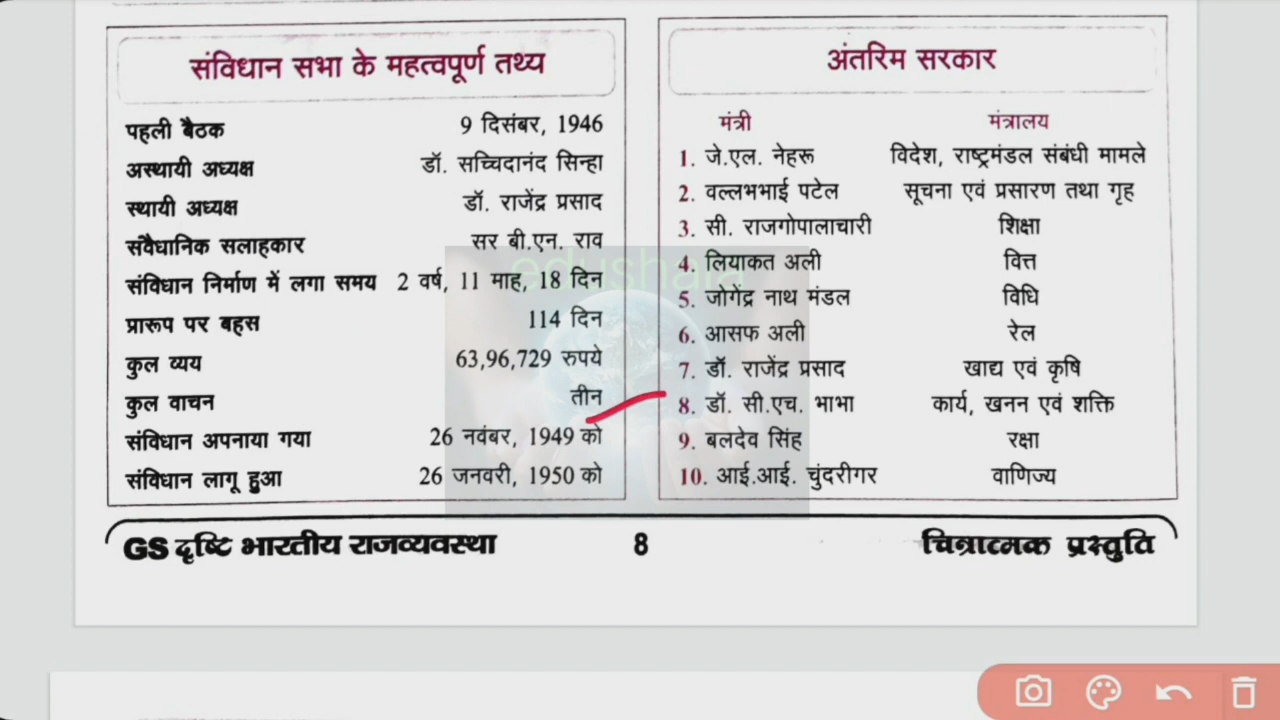 संविधान सभा के महत्वपूर्ण तथ्य
पहली बैठक 9 दिसंबर, 1946
अस्थायी अध्यक्ष डॉ. सच्चिदानंद सिन्हा
स्थायी अध्यक्ष डॉ. राजेंद्र प्रसाद
संवैधानिक सलाहकार सर बी.एन. राव
संविधान निर्माण में लगा समय 2 वर्ष, 11 माह, 18 दिन
प्रारूप पर बहस 114 दिन
कुल व्यय 63,96,729 रुपये
कुल वाचन तीन
संविधान अपनाया गया 26 नवंबर, 1949 को
संविधान लागू हुआ 26 जनवरी, 1950 को
अंतरिम सरकार
मंत्री मंत्रालय
1. जे.एल. नेहरू विदेश, राष्ट्रमंडल संबंधी मामले
2. वल्लभभाई पटेल सूचना एवं प्रसारण तथा गृह
3. सी. राजगोपालाचारी शिक्षा
4. लियाकत अली वित्त
5. जोगेंद्र नाथ मंडल विधि
6. आसफ अली रेल
7. डॉ. राजेंद्र प्रसाद खाद्य एवं कृषि
8. डॉ. सी.एच. भाभा कार्य, खनन एवं शक्ति
9. बलदेव सिंह रक्षा
10. आई.आई. चुंदरीगर वाणिज्य
edushala
GS दृष्टि भारतीय राजव्यवस्था 8 चित्रात्मक प्रस्तुति